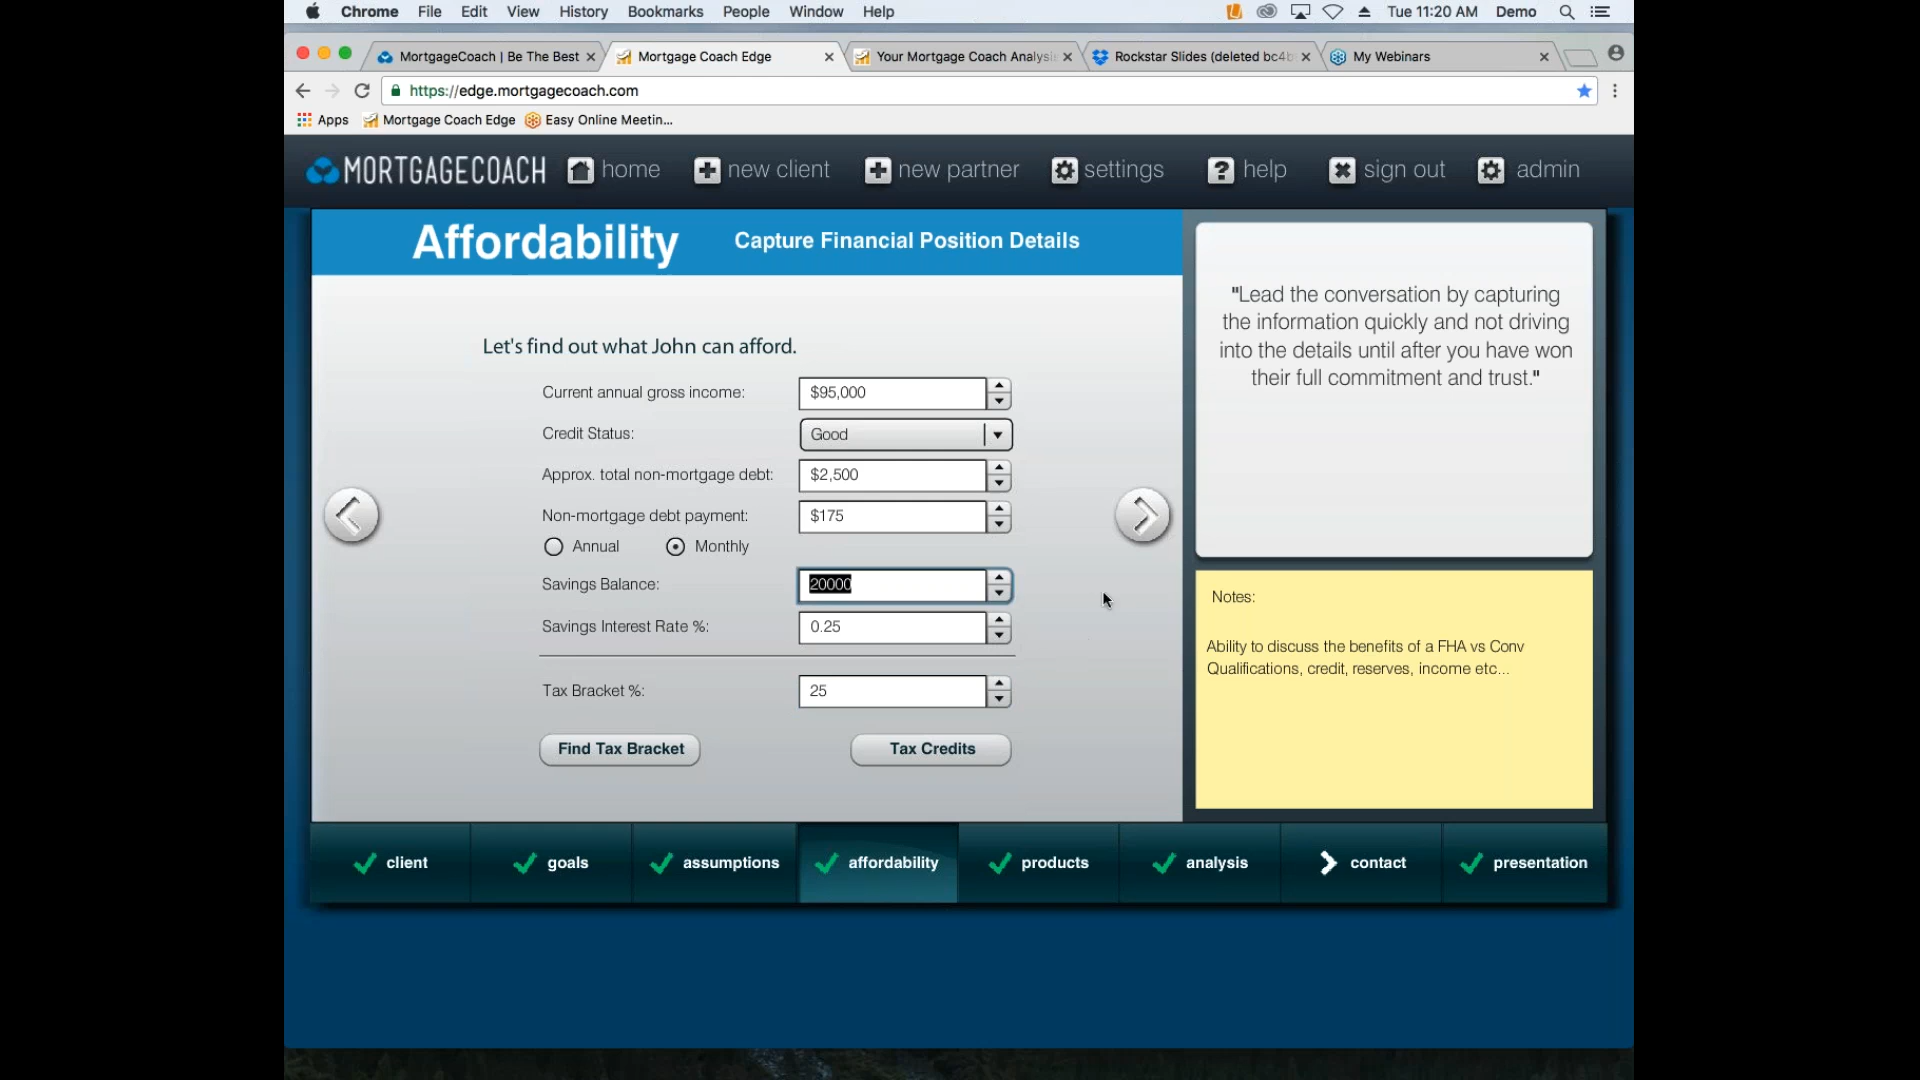 Chrome File Edit View History Bookmarks People Window Help Tue 11:20 AM Demo
MortgageCoach | Be The Best Mortgage Coach Edge Your Mortgage Coach Analysis Rockstar Slides (deleted bc4b My Webinars
https://edge.mortgagecoach.com
Apps Mortgage Coach Edge Easy Online Meetin...
MORTGAGECOACH home new client new partner settings help sign out admin
Affordability Capture Financial Position Details
"Lead the conversation by capturing
the information quickly and not driving
into the details until after you have won
their full commitment and trust."
Let's find out what John can afford.
Current annual gross income: $95,000
Credit Status: Good
Approx. total non-mortgage debt: $2,500
Non-mortgage debt payment: $175
Annual Monthly
Savings Balance: 20000
Savings Interest Rate %: 0.25
Tax Bracket %: 25
Find Tax Bracket Tax Credits
Notes:
Ability to discuss the benefits of a FHA vs Conv
Qualifications, credit, reserves, income etc...
client goals assumptions affordability products analysis contact presentation